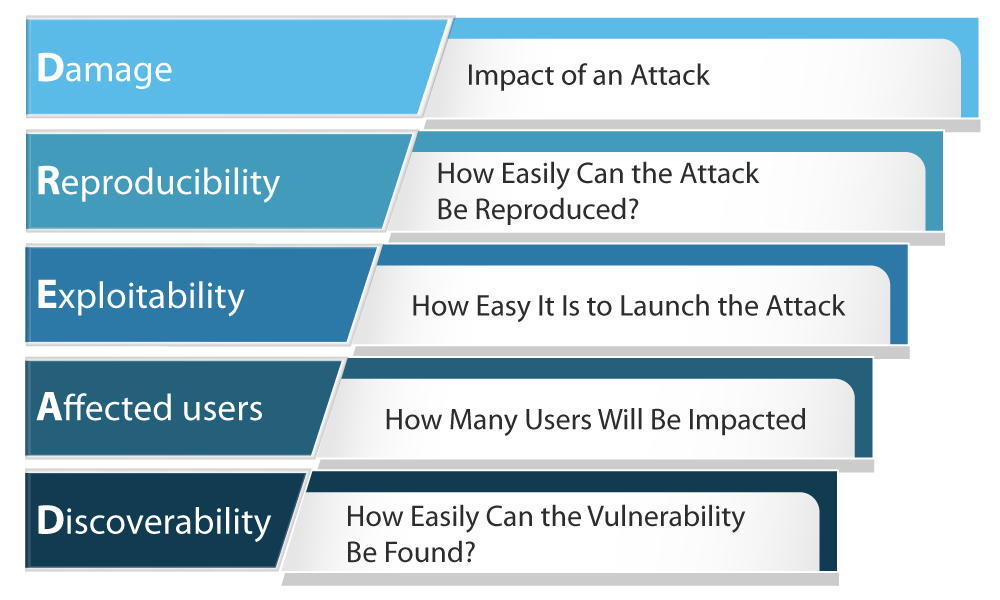 Damage
Impact of an Attack
Reproducibility
How Easily Can the Attack
Be Reproduced?
Exploitability
How Easy It Is to Launch the Attack
Affected users
How Many Users Will Be Impacted
Discoverability
How Easily Can the Vulnerability
Be Found?